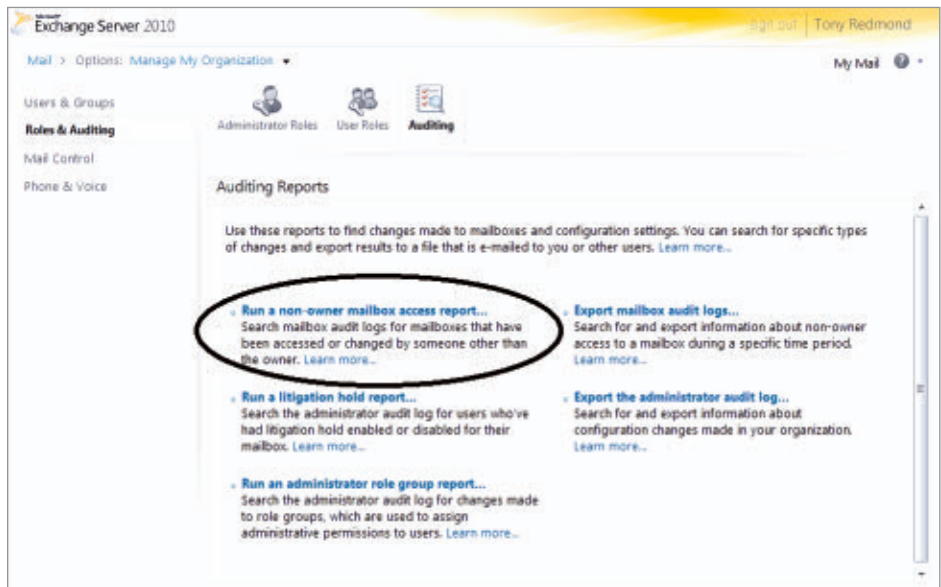 Microsoft
Exchange Server 2010
sign out | Tony Redmond
Mail > Options: Manage My Organization
My Mail
Users & Groups
Roles & Auditing
Mail Control
Phone & Voice
Administrator Roles
User Roles
Auditing
Auditing Reports
Use these reports to find changes made to mailboxes and configuration settings. You can search for specific types
of changes and export results to a file that is e-mailed to you or other users. Learn more...
Run a non-owner mailbox access report...
Search mailbox audit logs for mailboxes that have
been accessed or changed by someone other than
the owner. Learn more...
Export mailbox audit logs...
Search for and export information about non-owner
access to a mailbox during a specific time period.
Learn more...
Run a litigation hold report...
Search the administrator audit log for users who've
had litigation hold enabled or disabled for their
mailbox. Learn more...
Export the administrator audit log...
Search for and export information about
configuration changes made in your organization.
Learn more...
Run an administrator role group report...
Search the administrator audit log for changes made
to role groups, which are used to assign
administrative permissions to users. Learn more...